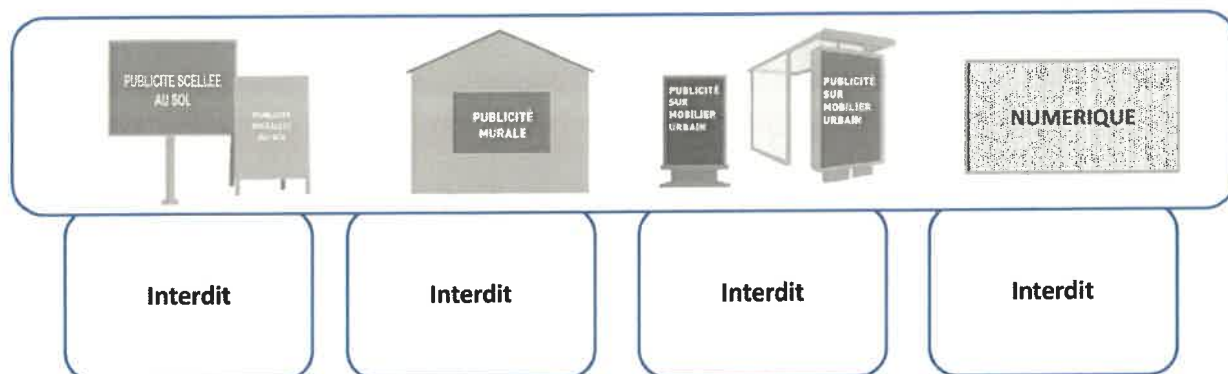 PUBLICITE SCELLEE
AU SOL
PUBLICITÉ
MURALE
PUBLICITÉ
SUR
MOBILIER
URBAIN
PUBLICITÉ
SUR
MOBILIER
URBAIN
NUMERIQUE
Interdit
Interdit
Interdit
Interdit